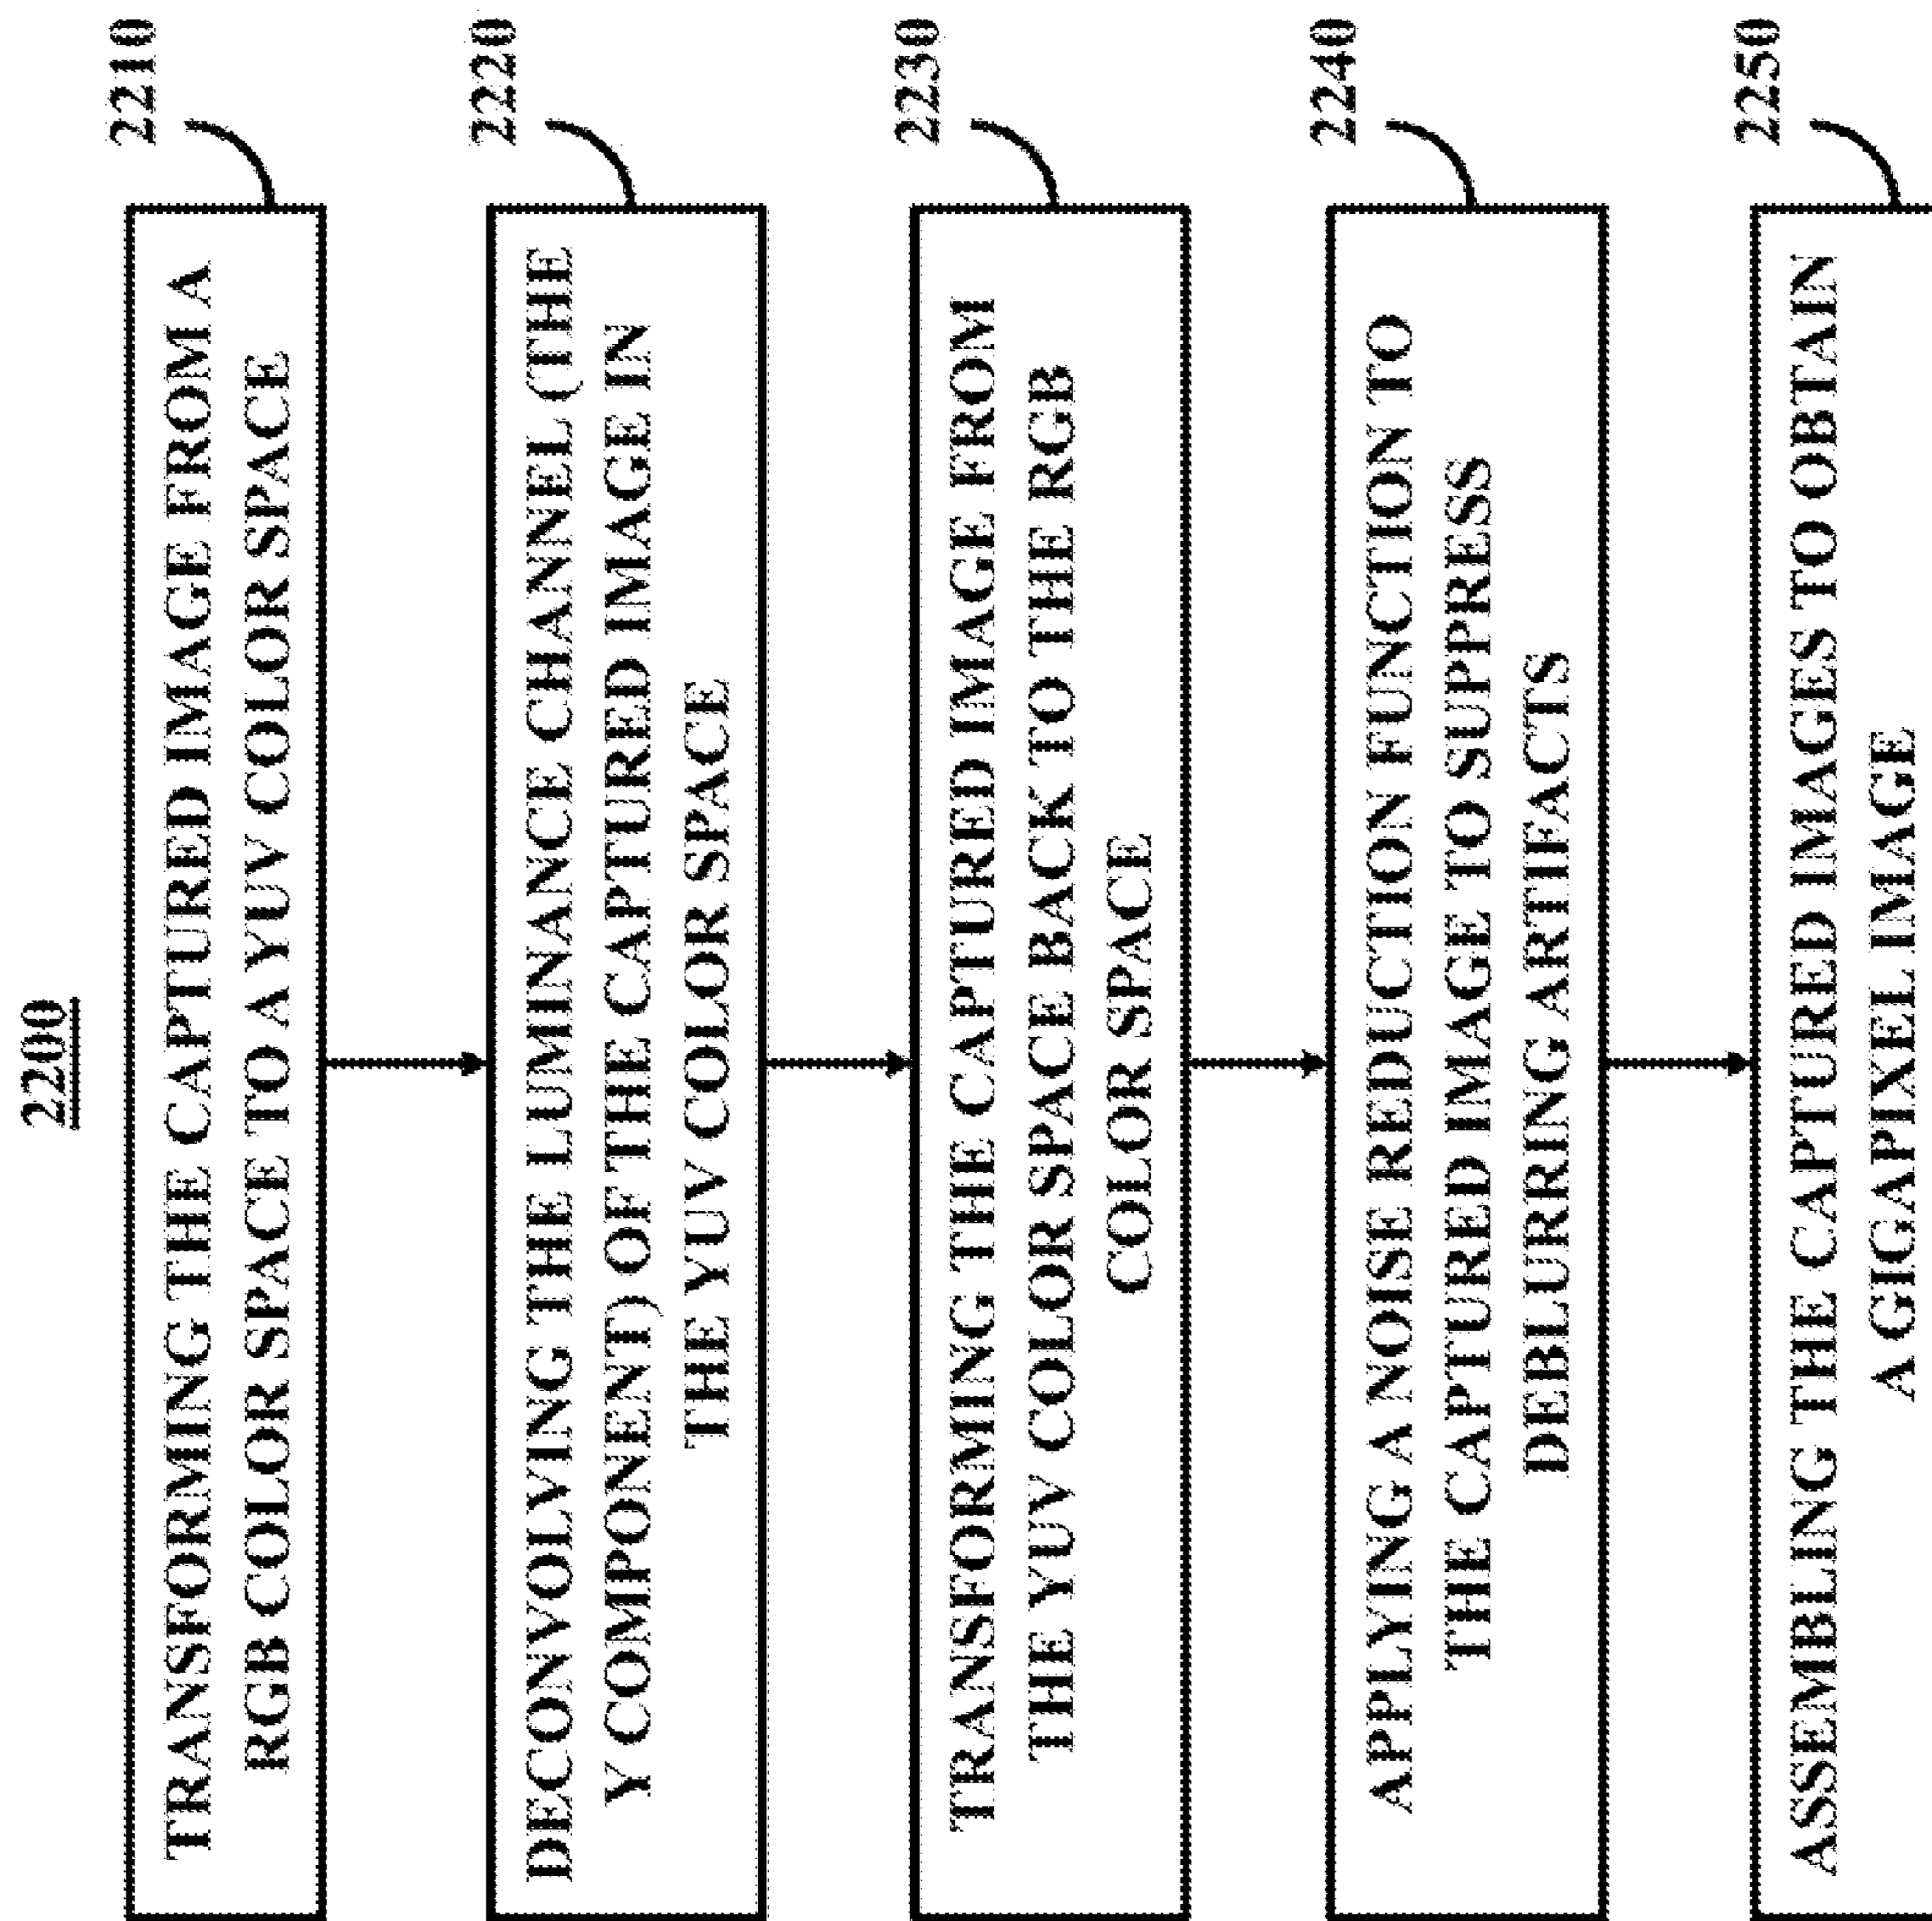 2200
TRANSFORMING THE CAPTURED IMAGE FROM A
RGB COLOR SPACE TO A YUV COLOR SPACE
2210
DECONVOLVING THE LUMINANCE CHANNEL (THE
Y COMPONENT) OF THE CAPTURED IMAGE IN
THE YUV COLOR SPACE
2220
TRANSFORMING THE CAPTURED IMAGE FROM
THE YUV COLOR SPACE BACK TO THE RGB
COLOR SPACE
2230
APPLYING A NOISE REDUCTION FUNCTION TO
THE CAPTURED IMAGE TO SUPPRESS
DEBLURRING ARTIFACTS
2240
ASSEMBLING THE CAPTURED IMAGES TO OBTAIN
A GIGAPIXEL IMAGE
2250